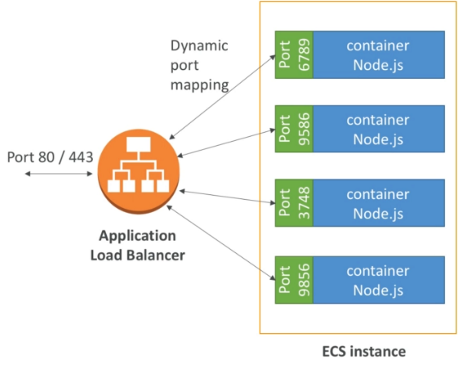 Dynamic
port
mapping
Port 80 / 443
Application
Load Balancer
Port
6789
container
Node.js
Port
9586
container
Node.js
Port
3748
container
Node.js
Port
9856
container
Node.js
ECS instance